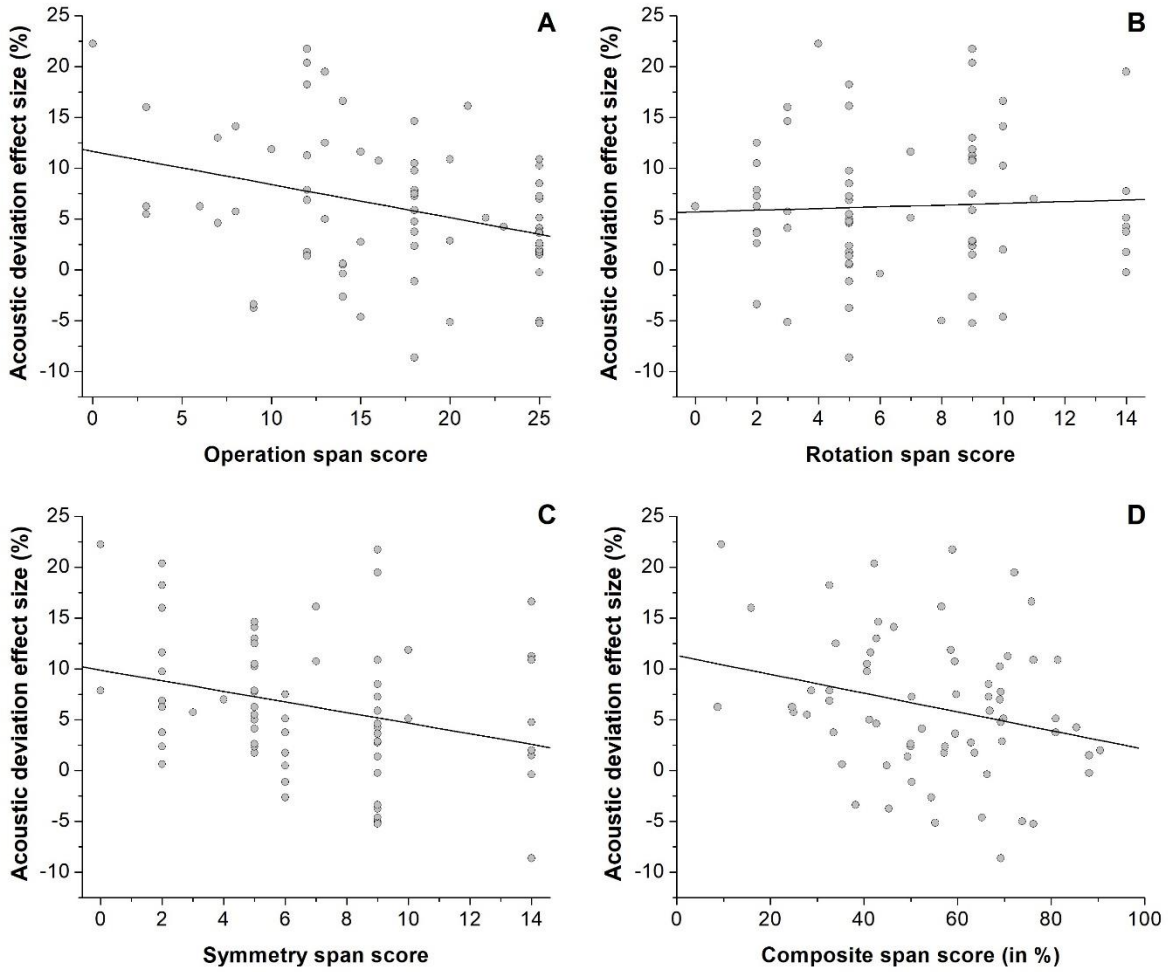 A
Acoustic deviation effect size (%)
25
20
15
10
5
0
-5
-10
0 5 10 15 20 25
Operation span score
B
Acoustic deviation effect size (%)
25
20
15
10
5
0
-5
-10
0 2 4 6 8 10 12 14
Rotation span score
C
Acoustic deviation effect size (%)
25
20
15
10
5
0
-5
-10
0 2 4 6 8 10 12 14
Symmetry span score
D
Acoustic deviation effect size (%)
25
20
15
10
5
0
-5
-10
0 20 40 60 80 100
Composite span score (in %)